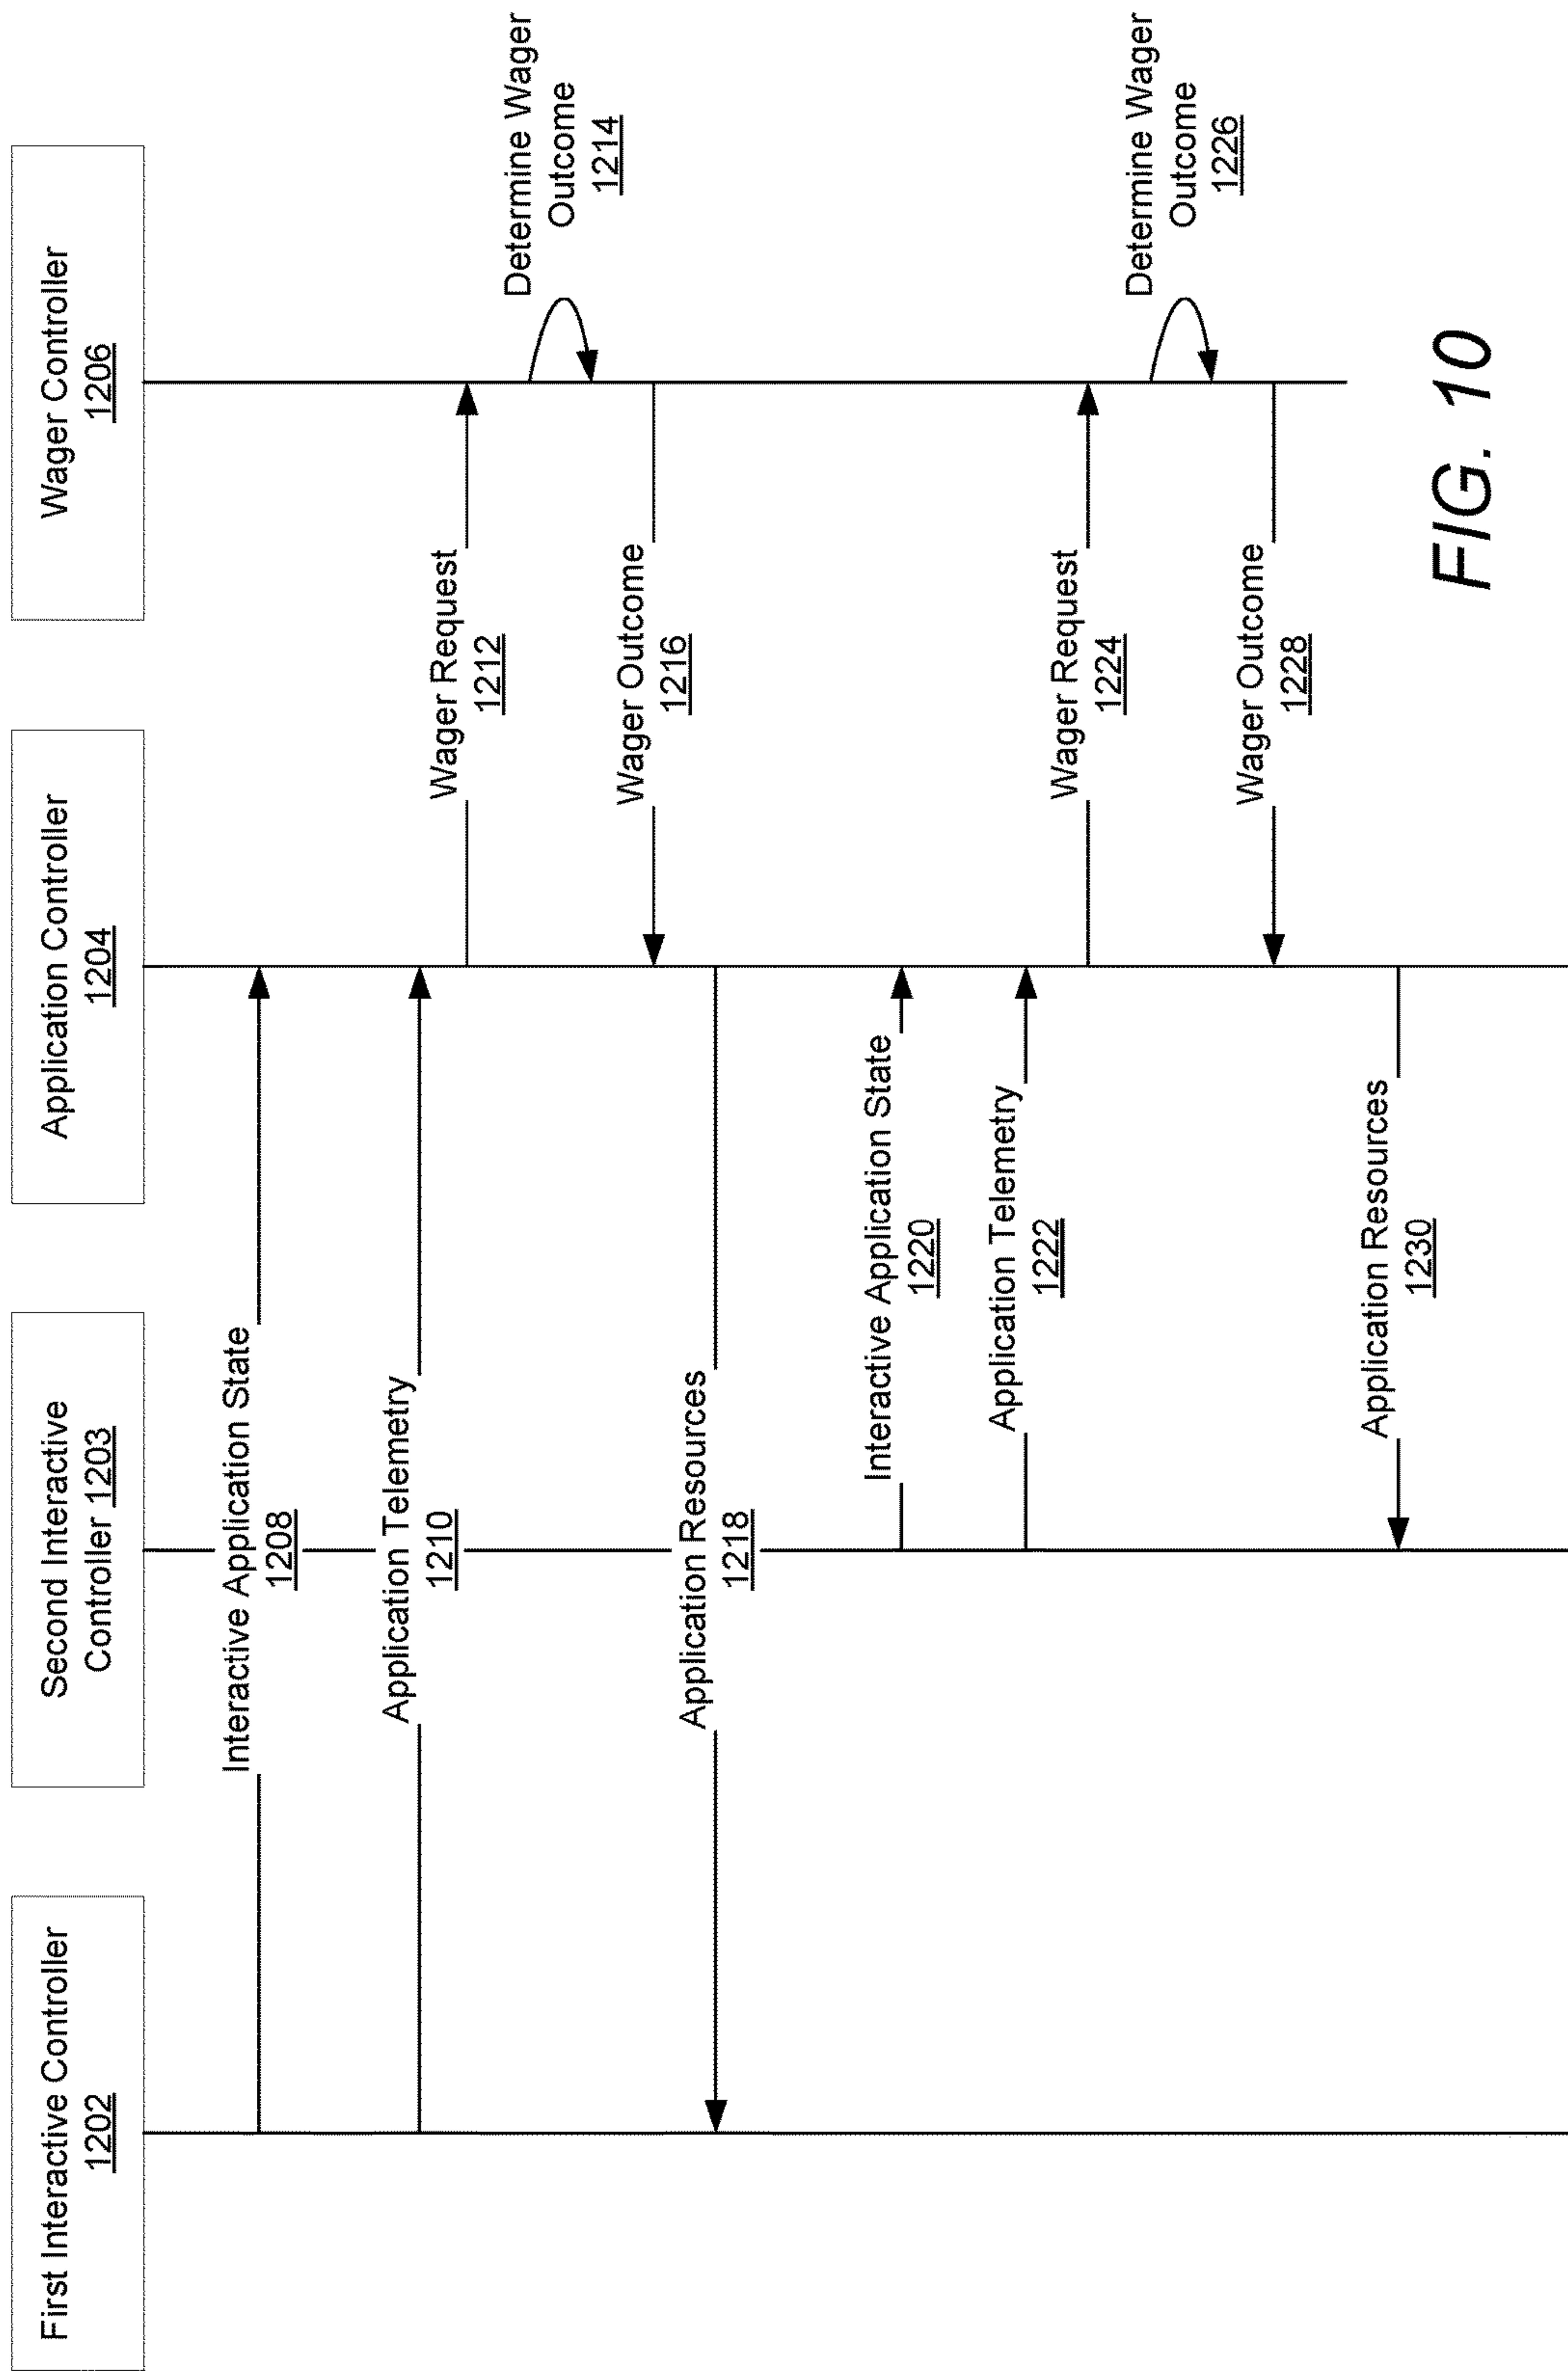 First Interactive Controller
1202
Second Interactive
Controller 1203
Application Controller
1204
Wager Controller
1206
Interactive Application State
1208
Application Telemetry
1210
Wager Request
1212
Determine Wager
Outcome
1214
Wager Outcome
1216
Application Resources
1218
Interactive Application State
1220
Application Telemetry
1222
Wager Request
1224
Determine Wager
Outcome
1226
Wager Outcome
1228
Application Resources
1230
FIG. 10